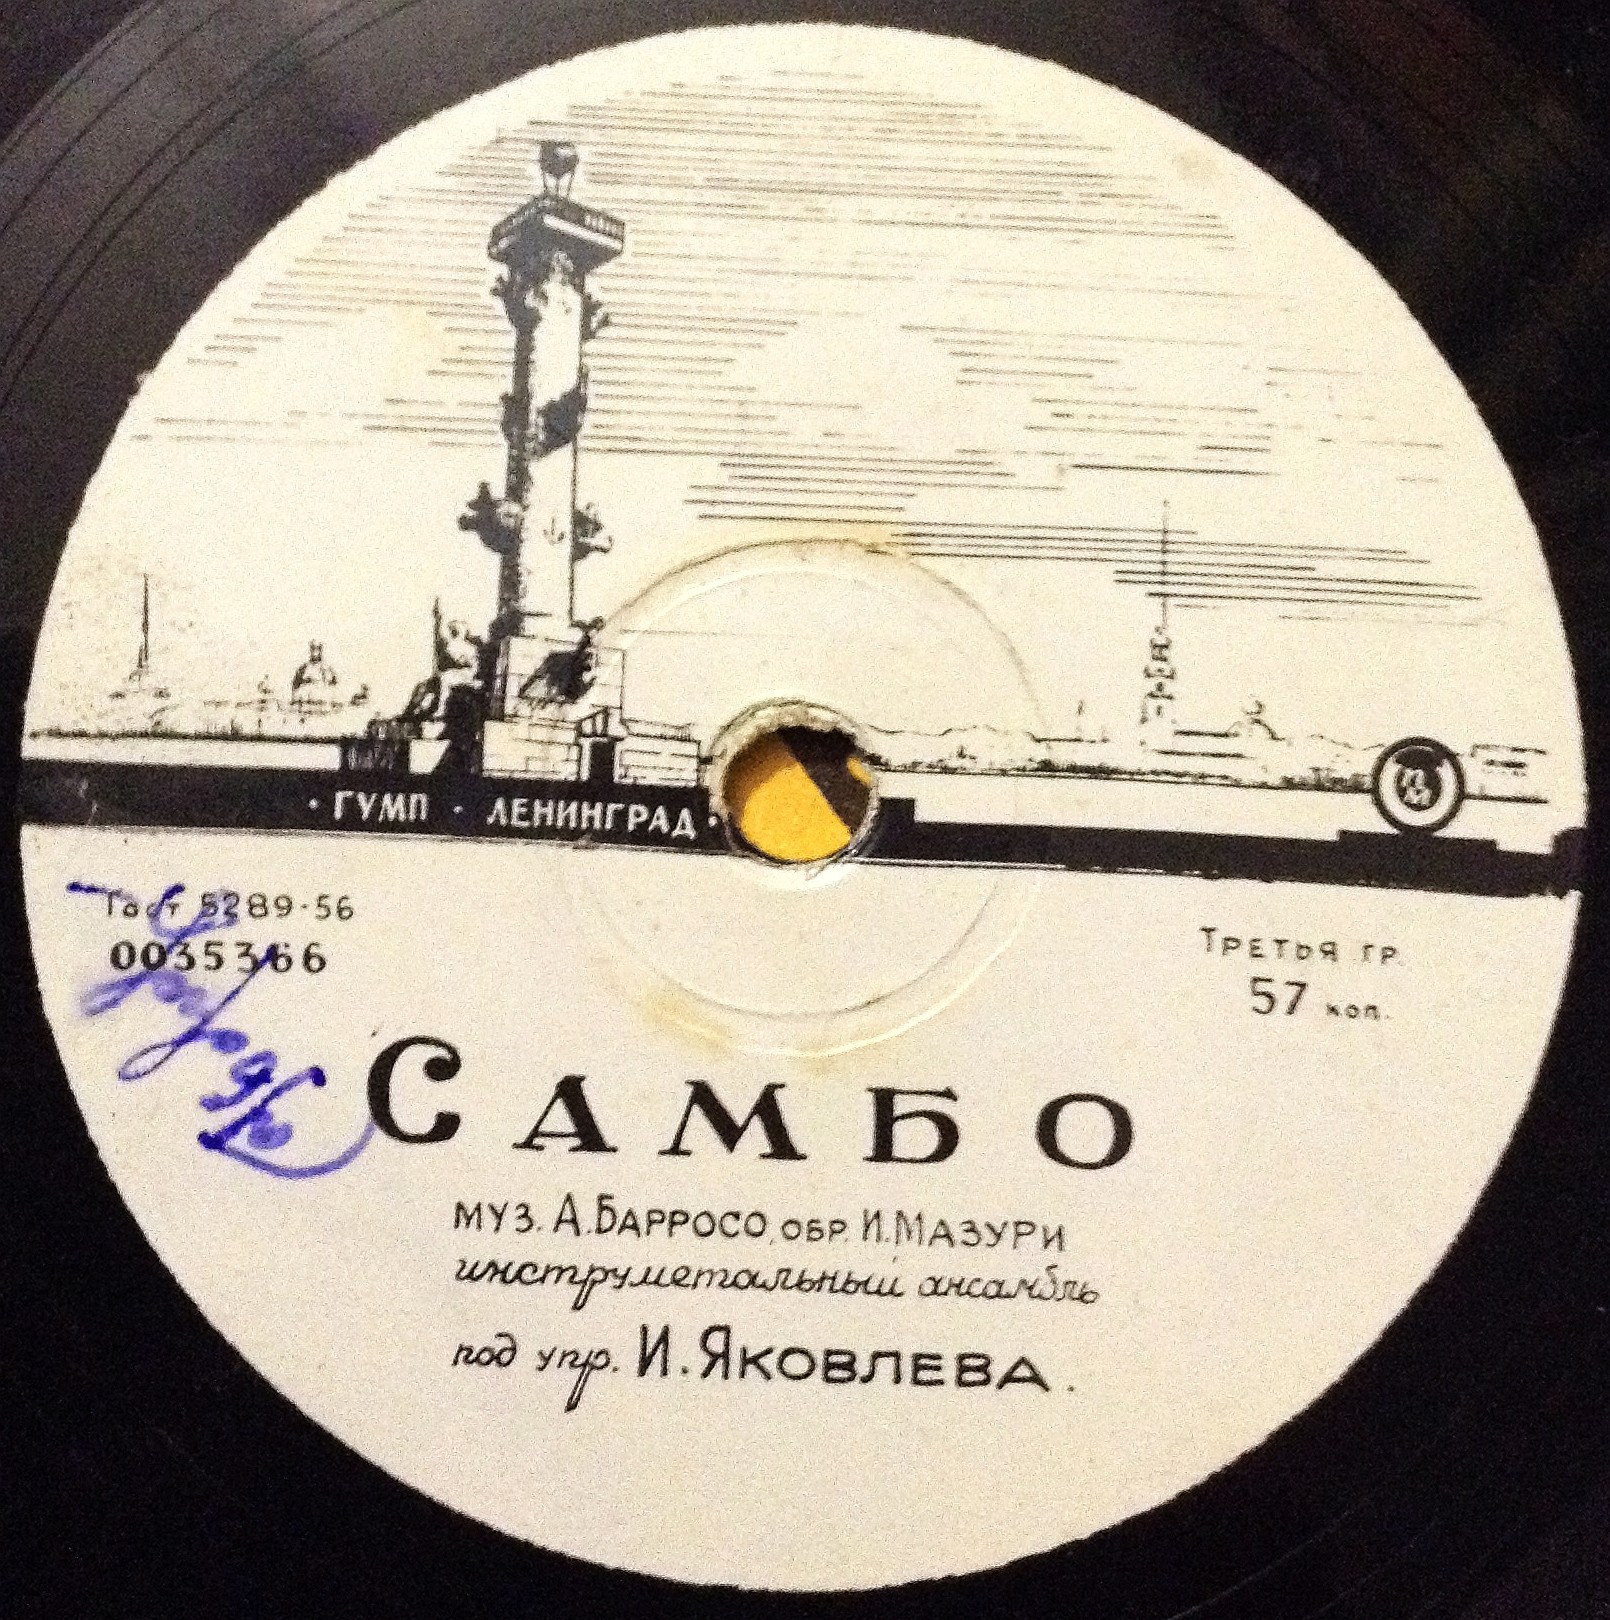 · ГУМП · ЛЕНИНГРАД ·
Гост 5289-56
0035366
ТРЕТЬЯ ГР.
57 коп.
САМБО
МУЗ. А. БАРРОСО, ОБР. И. МАЗУРИ
инструметальный ансамбль
под упр. И. ЯКОВЛЕВА.